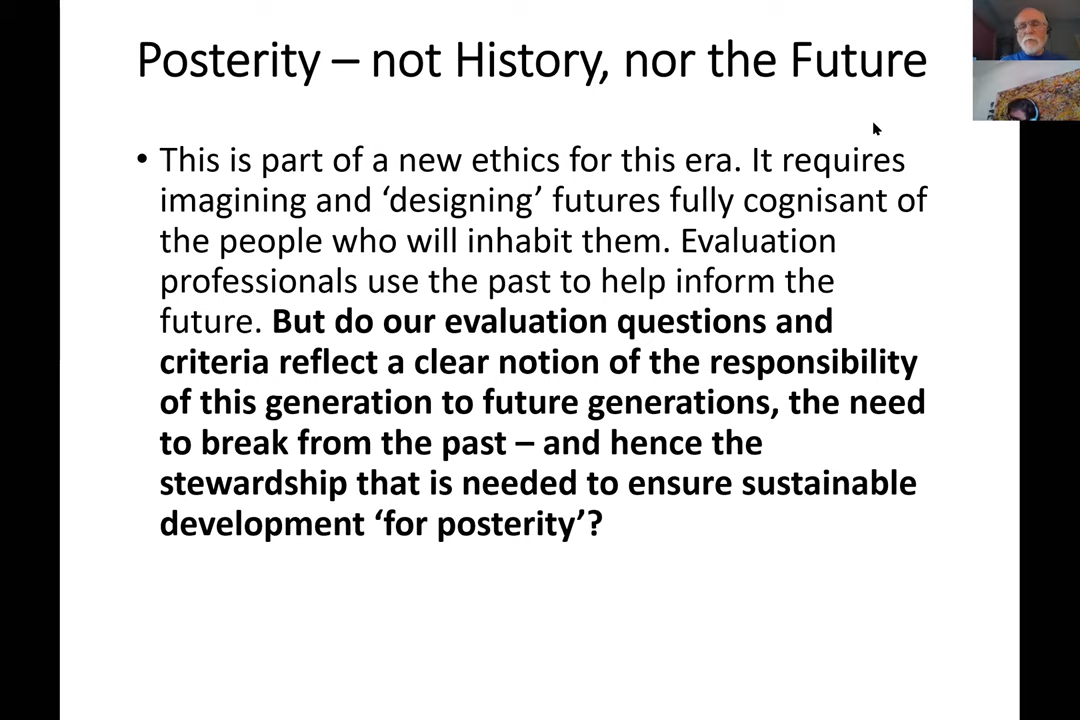 Posterity – not History, nor the Future
• This is part of a new ethics for this era. It requires
imagining and ‘designing’ futures fully cognisant of
the people who will inhabit them. Evaluation
professionals use the past to help inform the
future. But do our evaluation questions and
criteria reflect a clear notion of the responsibility
of this generation to future generations, the need
to break from the past – and hence the
stewardship that is needed to ensure sustainable
development ‘for posterity’?